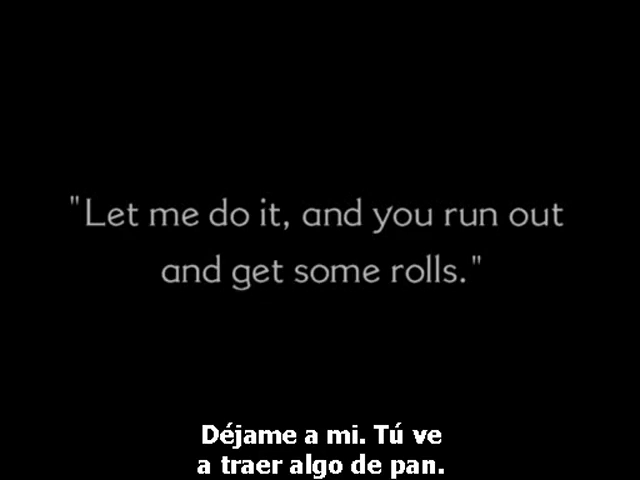 "Let me do it, and you run out
and get some rolls."
Déjame a mi. Tú ve
a traer algo de pan.